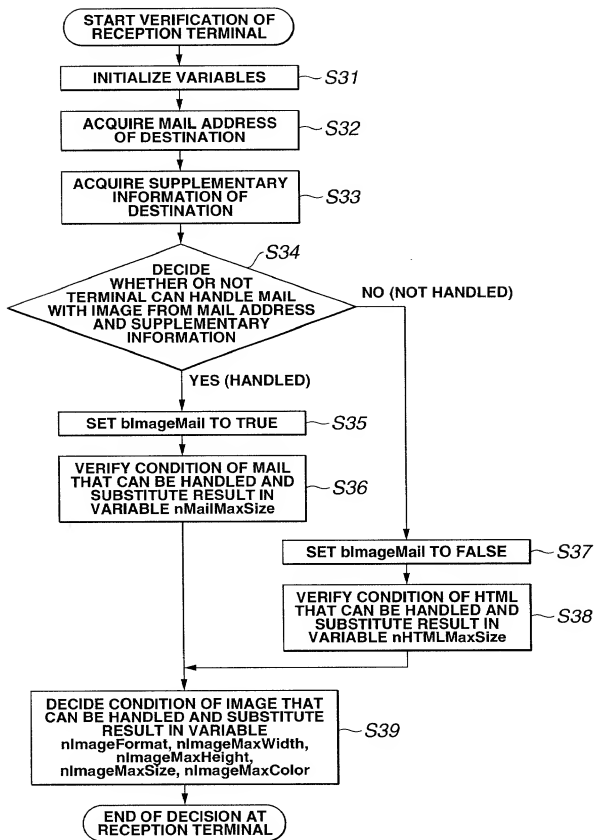 START VERIFICATION OF
RECEPTION TERMINAL
INITIALIZE VARIABLES
S31
ACQUIRE MAIL ADDRESS
OF DESTINATION
S32
ACQUIRE SUPPLEMENTARY
INFORMATION OF
DESTINATION
S33
S34
DECIDE
WHETHER OR NOT
TERMINAL CAN HANDLE MAIL
WITH IMAGE FROM MAIL ADDRESS
AND SUPPLEMENTARY
INFORMATION
NO (NOT HANDLED)
YES (HANDLED)
SET bImageMail TO TRUE
S35
VERIFY CONDITION OF MAIL
THAT CAN BE HANDLED AND
SUBSTITUTE RESULT IN
VARIABLE nMailMaxSize
S36
SET bImageMail TO FALSE
S37
VERIFY CONDITION OF HTML
THAT CAN BE HANDLED AND
SUBSTITUTE RESULT IN
VARIABLE nHTMLMaxSize
S38
DECIDE CONDITION OF IMAGE THAT
CAN BE HANDLED AND SUBSTITUTE
RESULT IN VARIABLE
nImageFormat, nImageMaxWidth,
nImageMaxHeight,
nImageMaxSize, nImageMaxColor
S39
END OF DECISION AT
RECEPTION TERMINAL